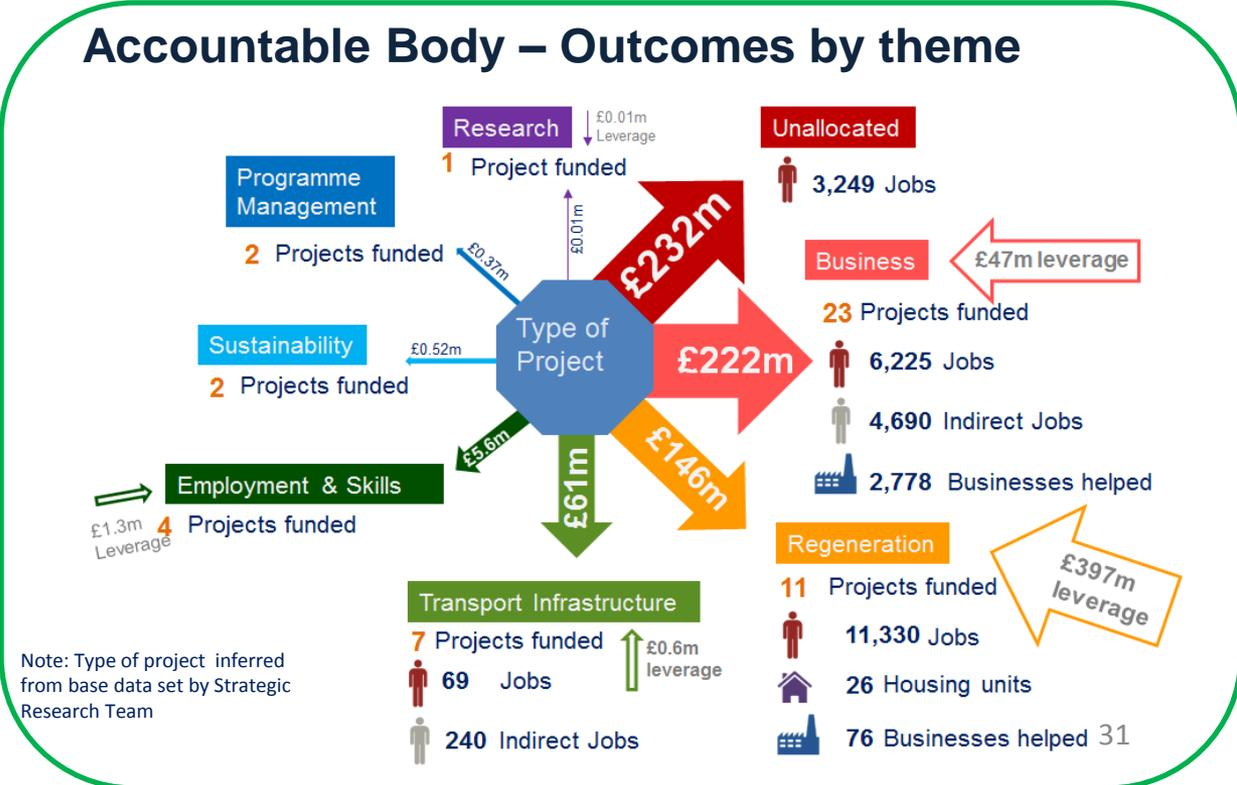 Accountable Body – Outcomes by theme
Research
£0.01m
Leverage
1 Project funded
£0.01m
Programme
Management
2 Projects funded
£0.37m
Sustainability
£0.52m
2 Projects funded
£5.6m
Employment & Skills
£1.3m
Leverage
4 Projects funded
Type of
Project
£232m
Unallocated
3,249 Jobs
£222m
Business
£47m leverage
23 Projects funded
6,225 Jobs
4,690 Indirect Jobs
2,778 Businesses helped
£146m
Regeneration
£397m
leverage
11 Projects funded
11,330 Jobs
26 Housing units
76 Businesses helped
£61m
Transport Infrastructure
7 Projects funded
£0.6m
leverage
69 Jobs
240 Indirect Jobs
Note: Type of project inferred
from base data set by Strategic
Research Team
31